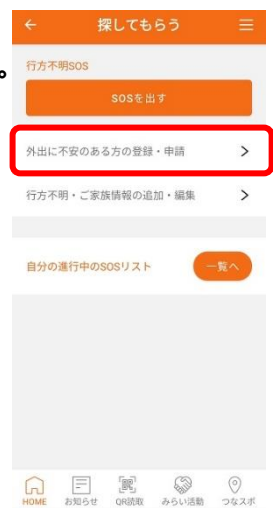 探してもらう
行方不明SOS
SOSを出す
。
外出に不安のある方の登録・申請
行方不明・ご家族情報の追加・編集
自分の進行中のSOSリスト
一覧へ
HOME お知らせ QR読取 みらい活動 つなスポ